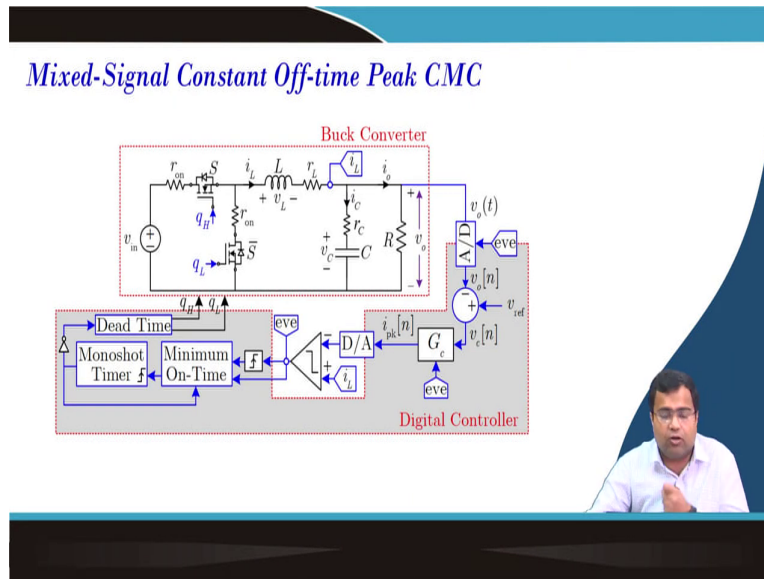 Mixed-Signal Constant Off-time Peak CMC
Buck Converter
r_on
S
i_L
L
r_L
i_L
i_o
+ v_L −
i_C
q_H
r_on
r_C
v_in
+
−
q_L
S̅
+
v_C
−
C
R
+
v_o
−
v_o(t)
A/D
eve
v_o[n]
q_H
q_L
−
+
v_ref
Dead Time
eve
i_pk[n]
v_c[n]
Monoshot
Timer
Minimum
On-Time
−
+
D/A
i_L
G_c
eve
Digital Controller